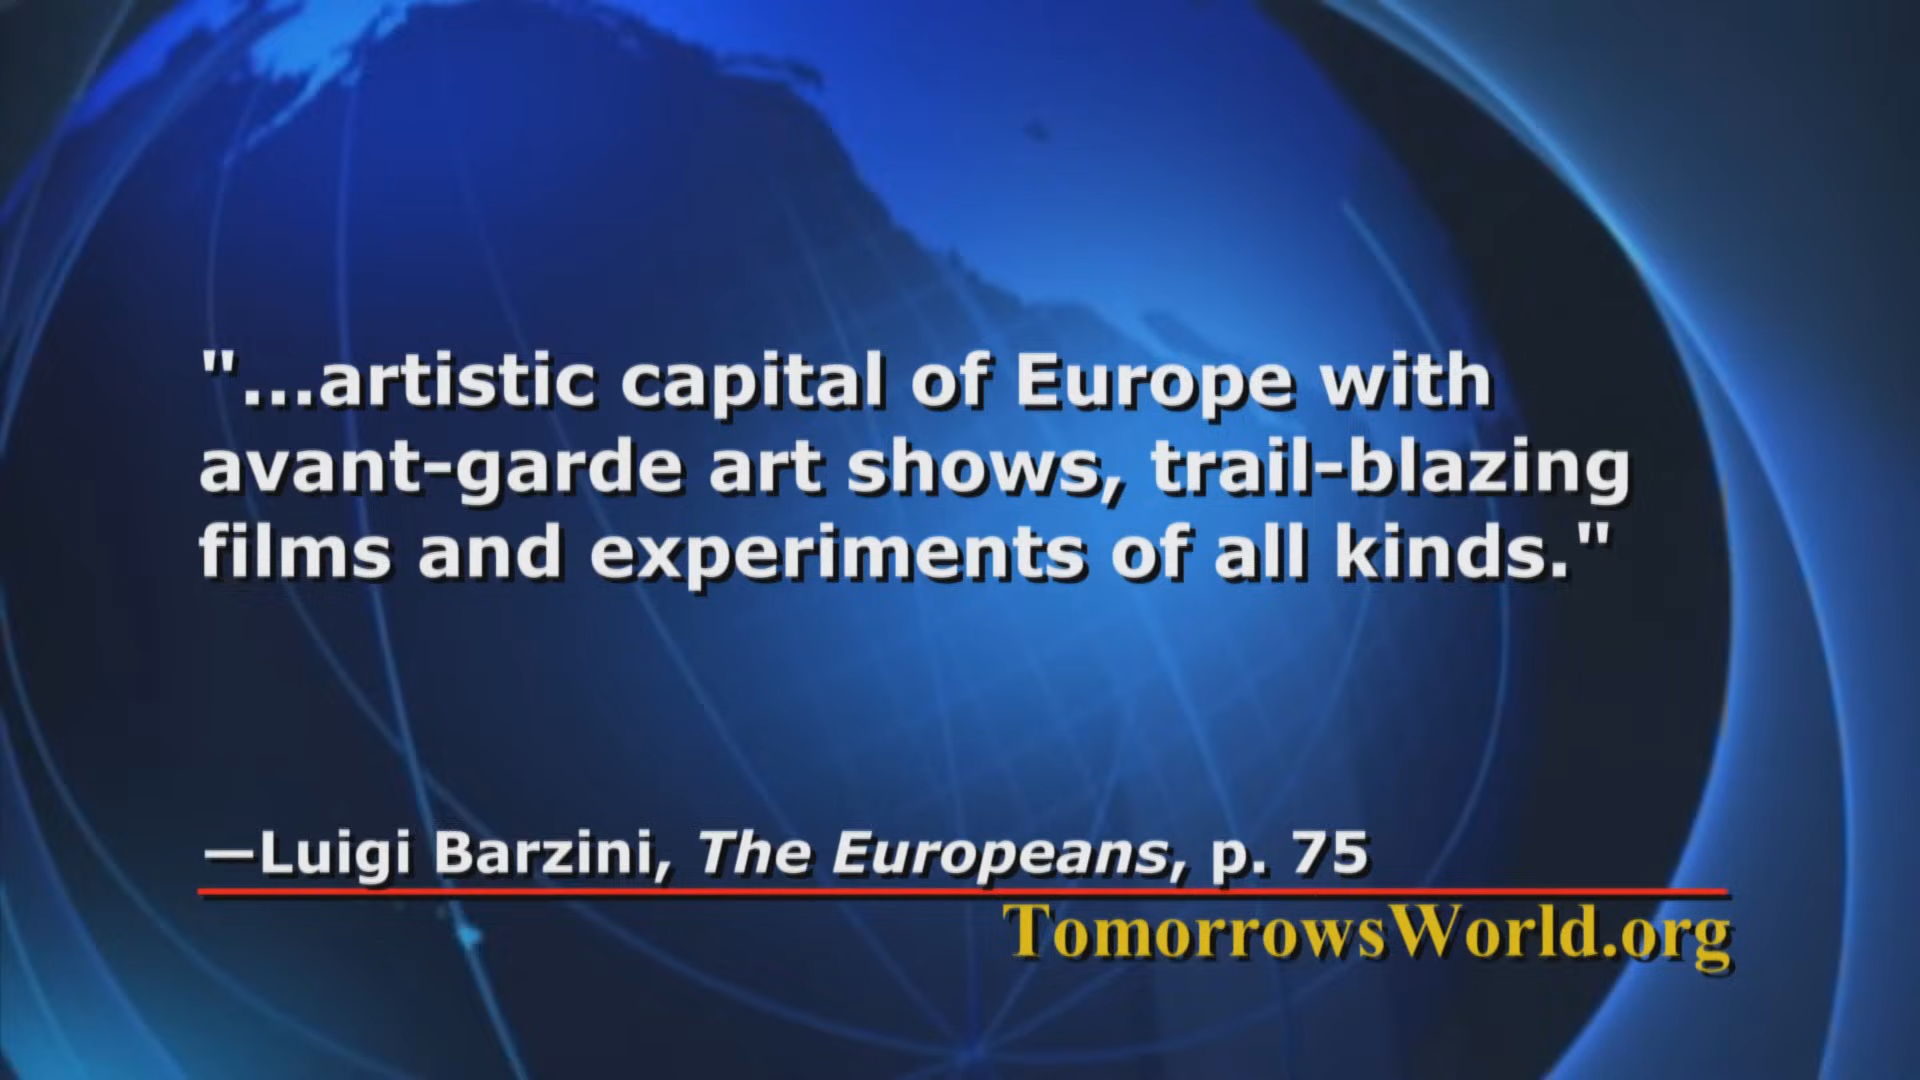 "...artistic capital of Europe with
avant-garde art shows, trail-blazing
films and experiments of all kinds."
—Luigi Barzini, The Europeans, p. 75
TomorrowsWorld.org